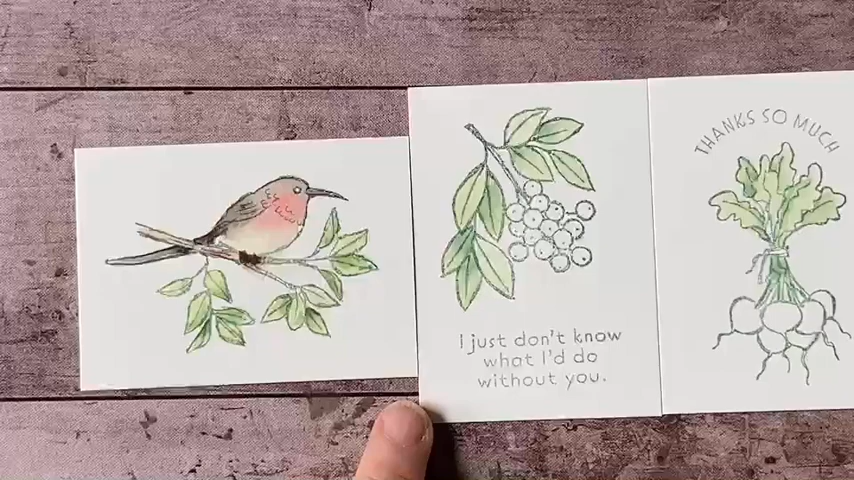 THANKS SO MUCH
I just don't know
what I'd do
without you.